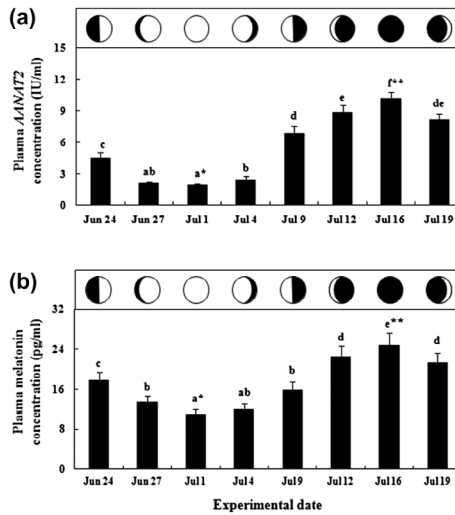 (a)
Plasma AANAT2
concentration (IU/ml)
15
12
9
6
3
0
c
ab
a*
b
d
e
f**
de
Jun 24
Jun 27
Jul 1
Jul 4
Jul 9
Jul 12
Jul 16
Jul 19
(b)
Plasma melatonin
concentration (pg/ml)
32
24
16
8
0
c
b
a*
ab
b
d
e**
d
Jun 24
Jun 27
Jul 1
Jul 4
Jul 9
Jul 12
Jul 16
Jul 19
Experimental date